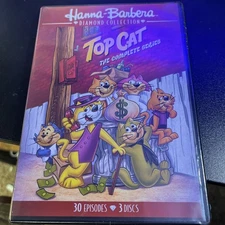 Hanna-Barbera
DIAMOND COLLECTION
TOP CAT
THE COMPLETE SERIES
$
30 EPISODES 3 DISCS